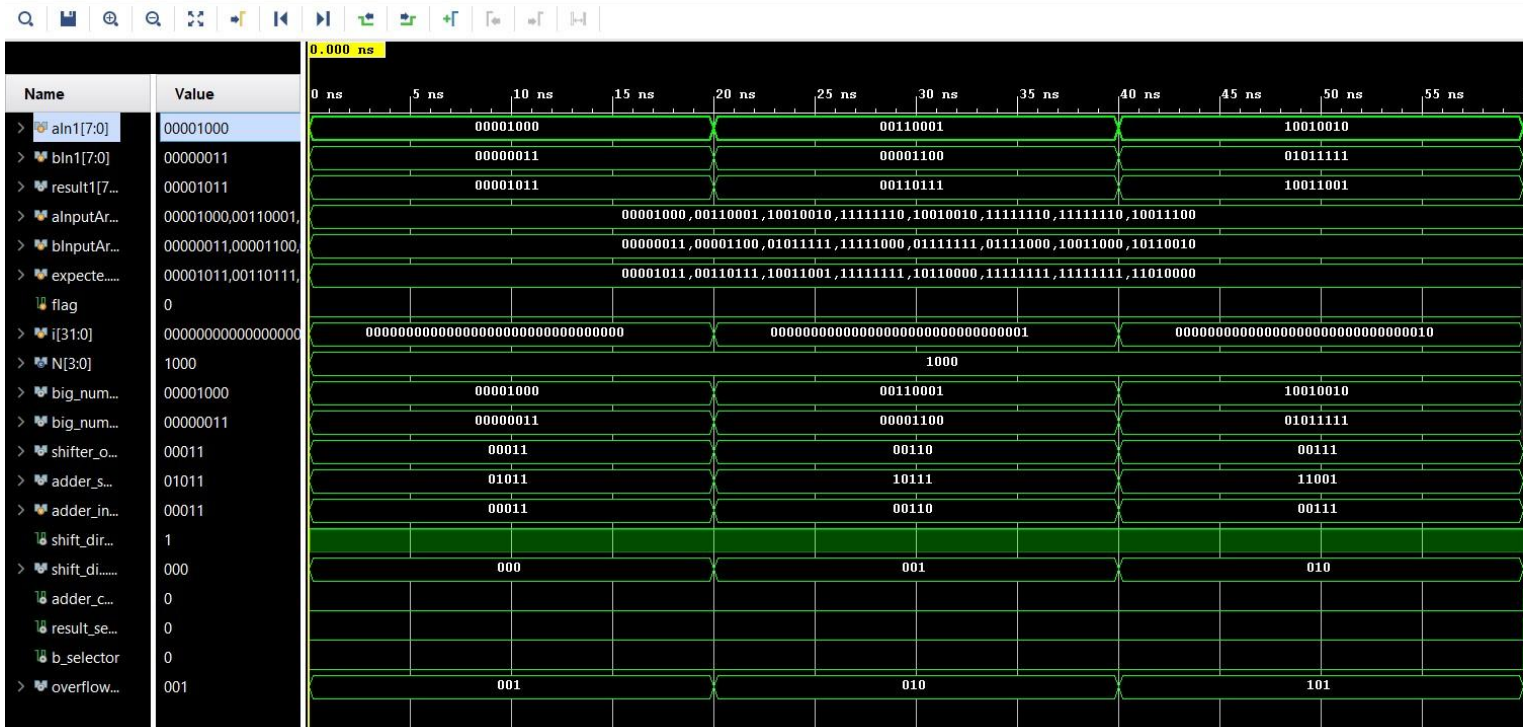 0.000 ns
Name Value 0 ns 5 ns 10 ns 15 ns 20 ns 25 ns 30 ns 35 ns 40 ns 45 ns 50 ns 55 ns
aIn1[7:0] 00001000 00001000 00110001 10010010
bIn1[7:0] 00000011 00000011 00001100 01011111
result1[7... 00001011 00001011 00110111 10011001
aInputAr... 00001000,00110001, 00001000,00110001,10010010,11111110,10010010,11111110,11111110,10011100
bInputAr... 00000011,00001100, 00000011,00001100,01011111,11111000,01111111,01111000,10011000,10110010
expecte..... 00001011,00110111, 00001011,00110111,10011001,11111111,10110000,11111111,11111111,11010000
flag 0
i[31:0] 00000000000000000 00000000000000000000000000000000 00000000000000000000000000000001 00000000000000000000000000000010
N[3:0] 1000 1000
big_num... 00001000 00001000 00110001 10010010
big_num... 00000011 00000011 00001100 01011111
shifter_o... 00011 00011 00110 00111
adder_s... 01011 01011 10111 11001
adder_in... 00011 00011 00110 00111
shift_dir... 1
shift_di...... 000 000 001 010
adder_c... 0
result_se... 0
b_selector 0
overflow... 001 001 010 101